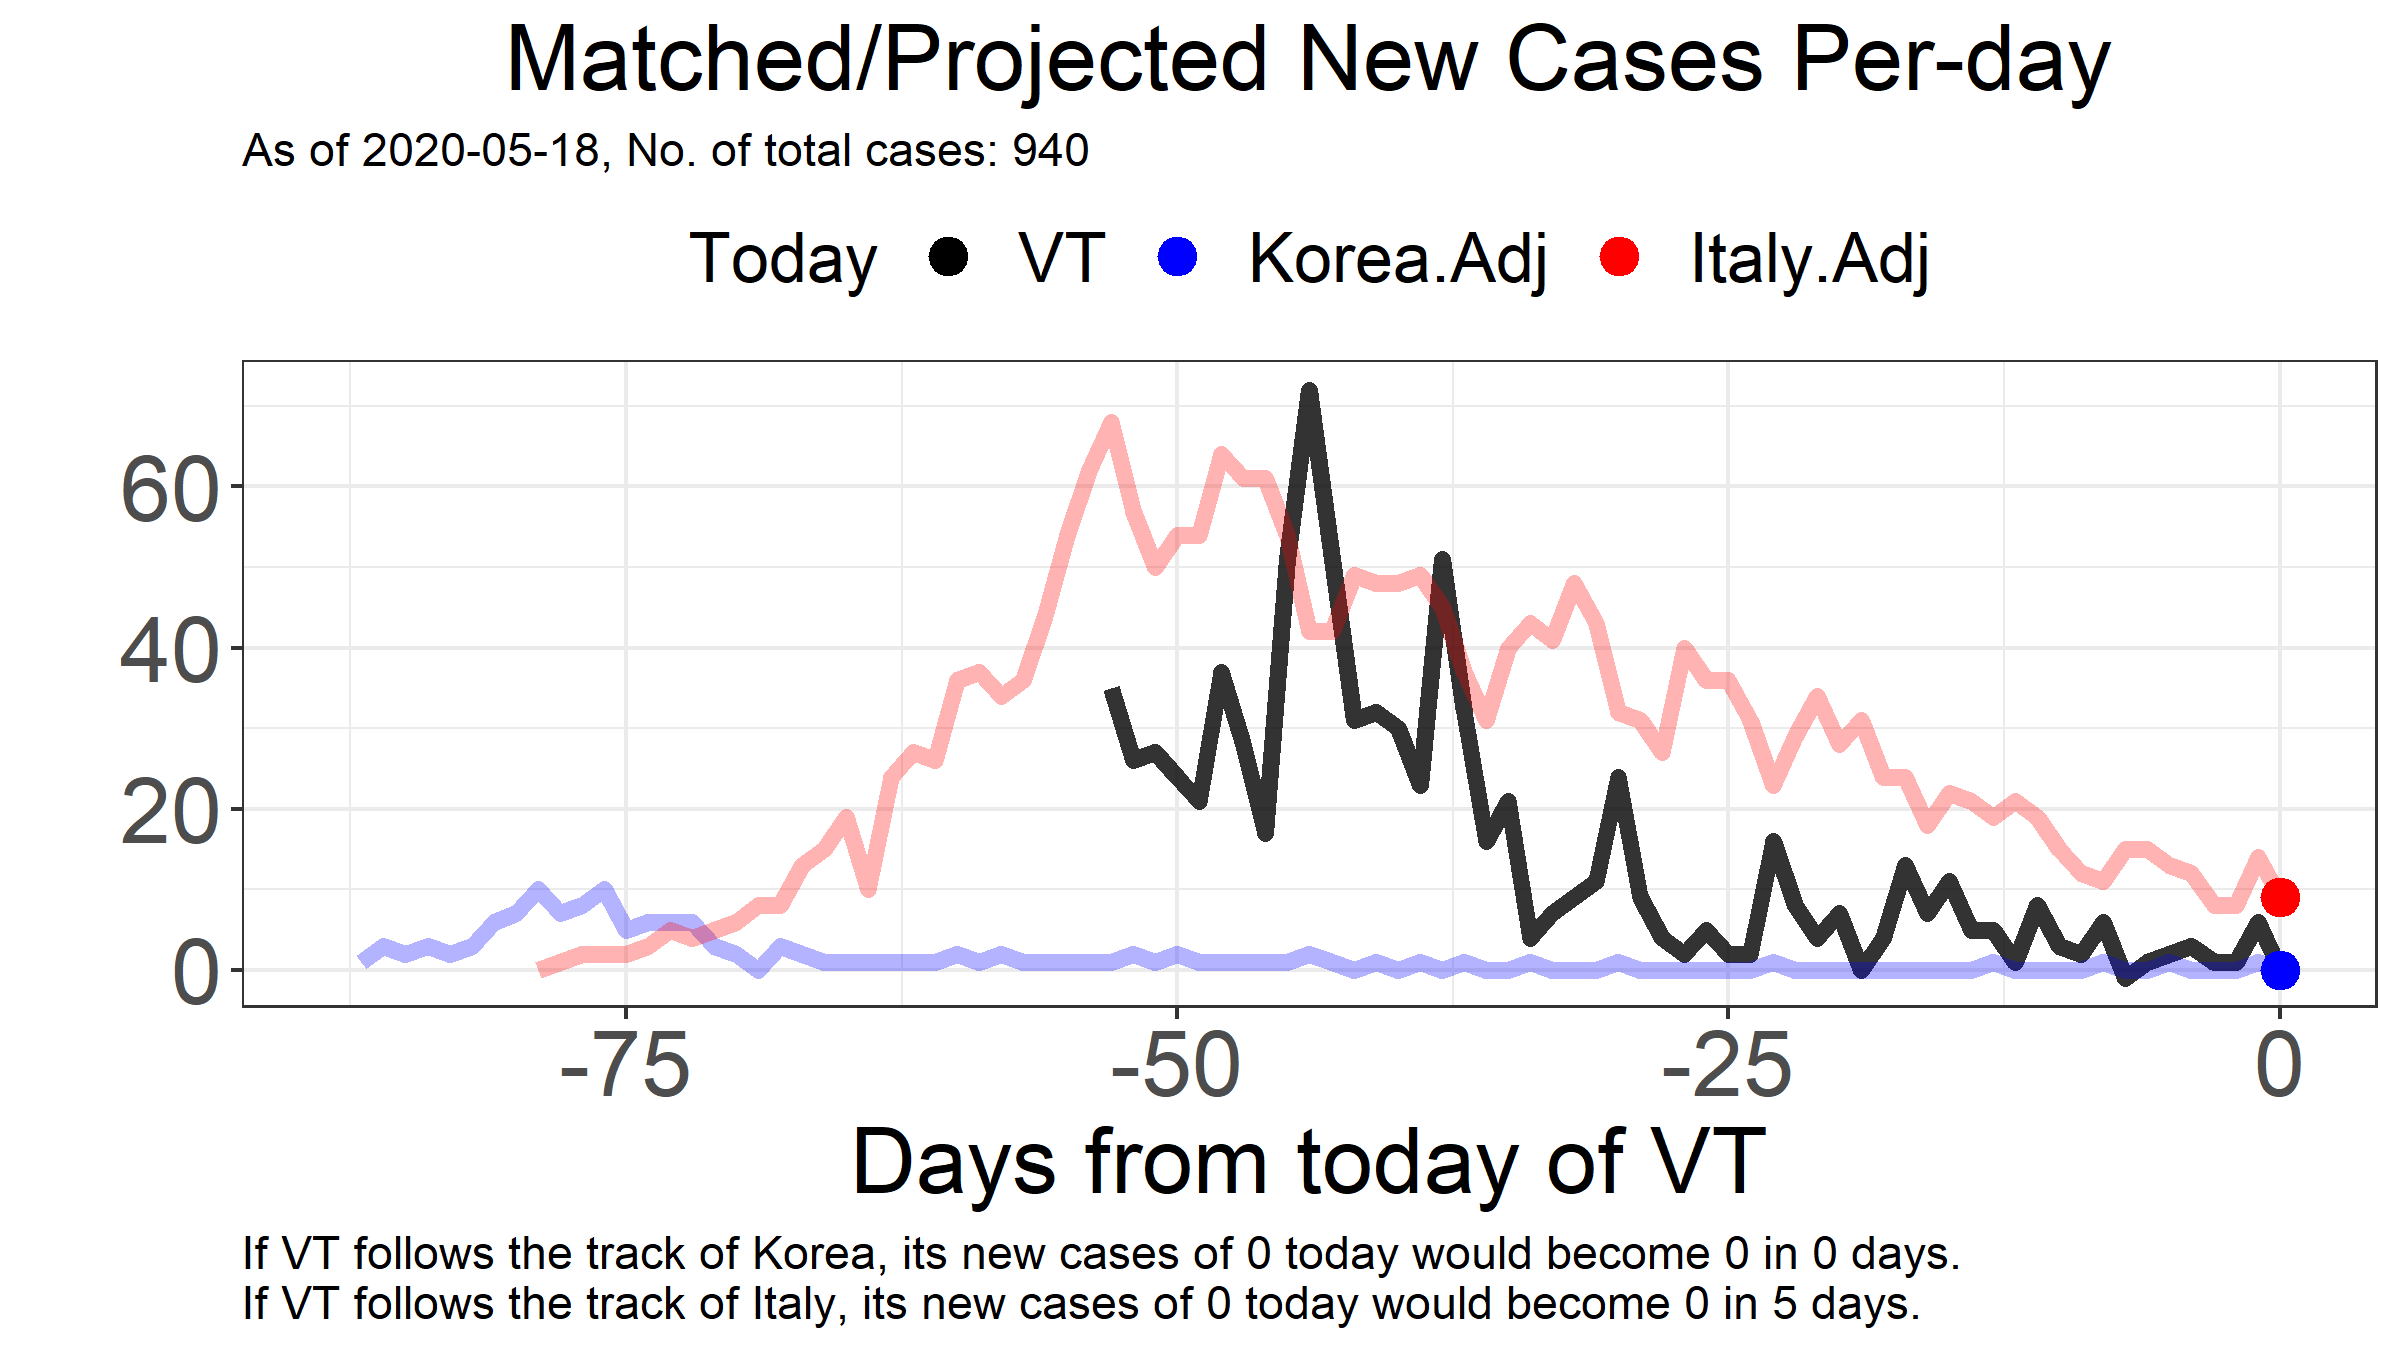 Matched/Projected New Cases Per-day
As of 2020-05-18, No. of total cases: 940
Today VT Korea.Adj Italy.Adj
60
40
20
0
-75 -50 -25 0
Days from today of VT
If VT follows the track of Korea, its new cases of 0 today would become 0 in 0 days.
If VT follows the track of Italy, its new cases of 0 today would become 0 in 5 days.